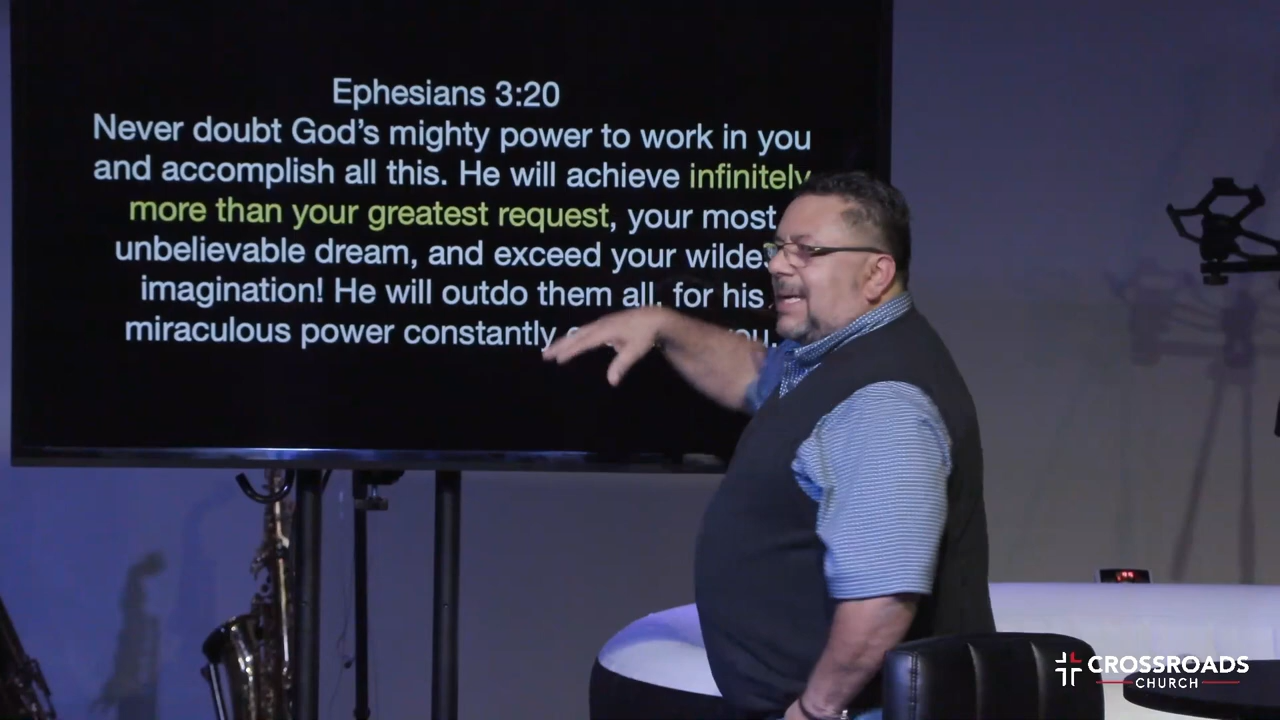 Ephesians 3:20
Never doubt God’s mighty power to work in you
and accomplish all this. He will achieve infinitely
more than your greatest request, your most
unbelievable dream, and exceed your
imagination! He will outdo them all, for his
miraculous power constantly
CROSSROADS
CHURCH